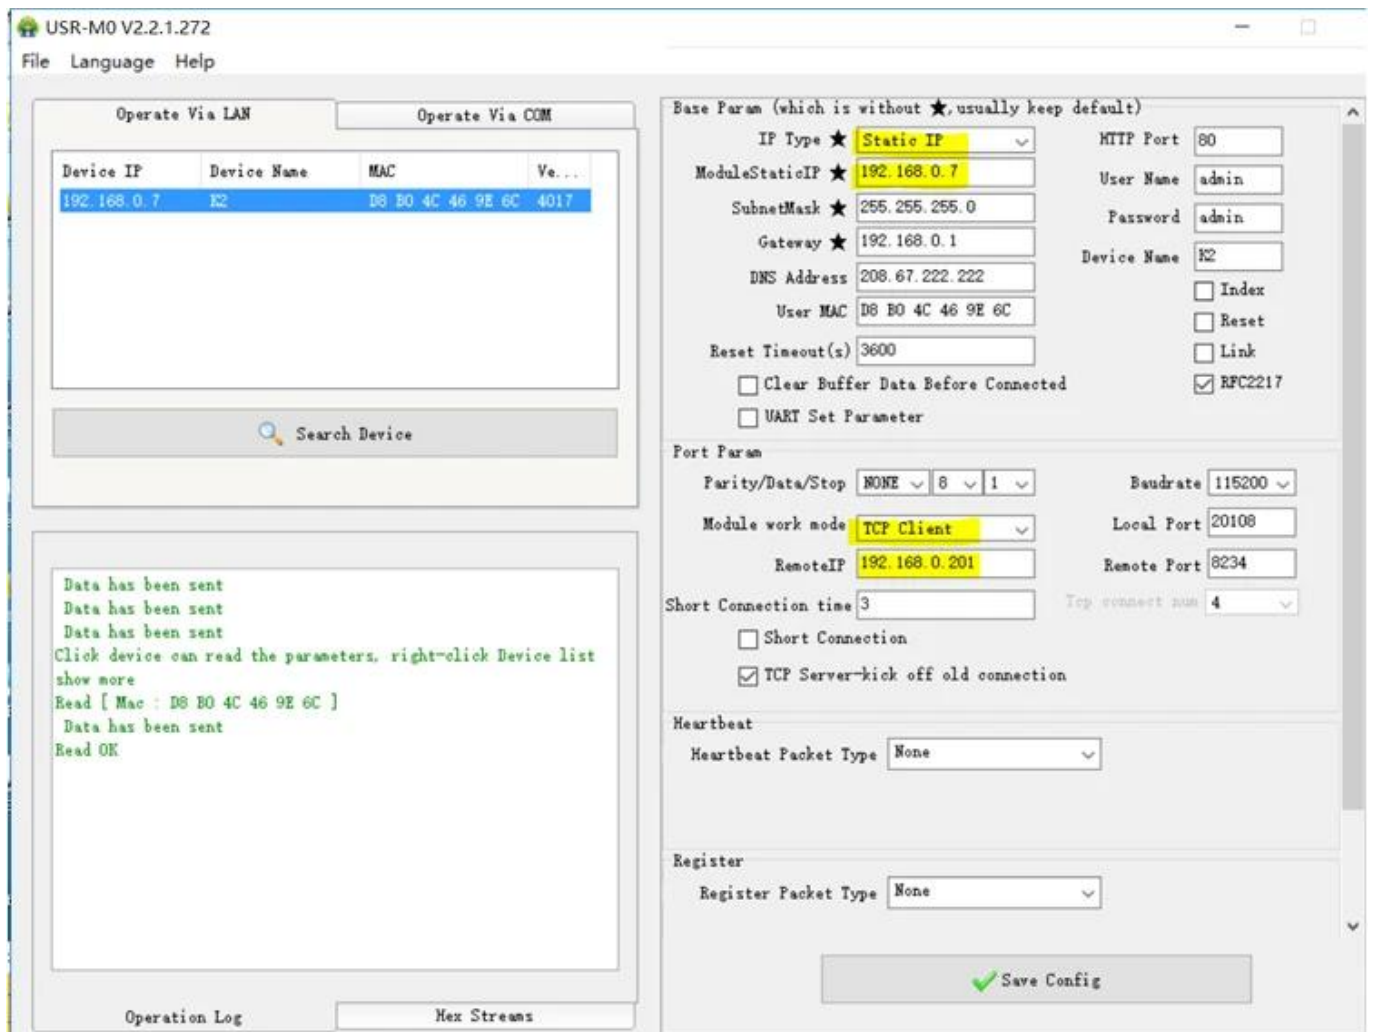 USR-M0 V2.2.1.272
File Language Help
Operate Via LAN
Operate Via COM
Device IP Device Name MAC Ve...
192.168.0.7 K2 D8 B0 4C 46 9E 6C 4017
Search Device
Data has been sent
Data has been sent
Data has been sent
Click device can read the parameters, right-click Device list
show more
Read [ Mac : D8 B0 4C 46 9E 6C ]
Data has been sent
Read OK
Operation Log
Hex Streams
Base Param (which is without ★,usually keep default)
IP Type ★ Static IP
ModuleStaticIP ★ 192.168.0.7
SubnetMask ★ 255.255.255.0
Gateway ★ 192.168.0.1
DNS Address 208.67.222.222
User MAC D8 B0 4C 46 9E 6C
Reset Timeout(s) 3600
Clear Buffer Data Before Connected
UART Set Parameter
HTTP Port 80
User Name admin
Password admin
Device Name K2
Index
Reset
Link
RFC2217
Port Param
Parity/Data/Stop NONE 8 1
Baudrate 115200
Module work mode TCP Client
Local Port 20108
RemoteIP 192.168.0.201
Remote Port 8234
Short Connection time 3
Tcp connect num 4
Short Connection
TCP Server-kick off old connection
Heartbeat
Heartbeat Packet Type None
Register
Register Packet Type None
Save Config